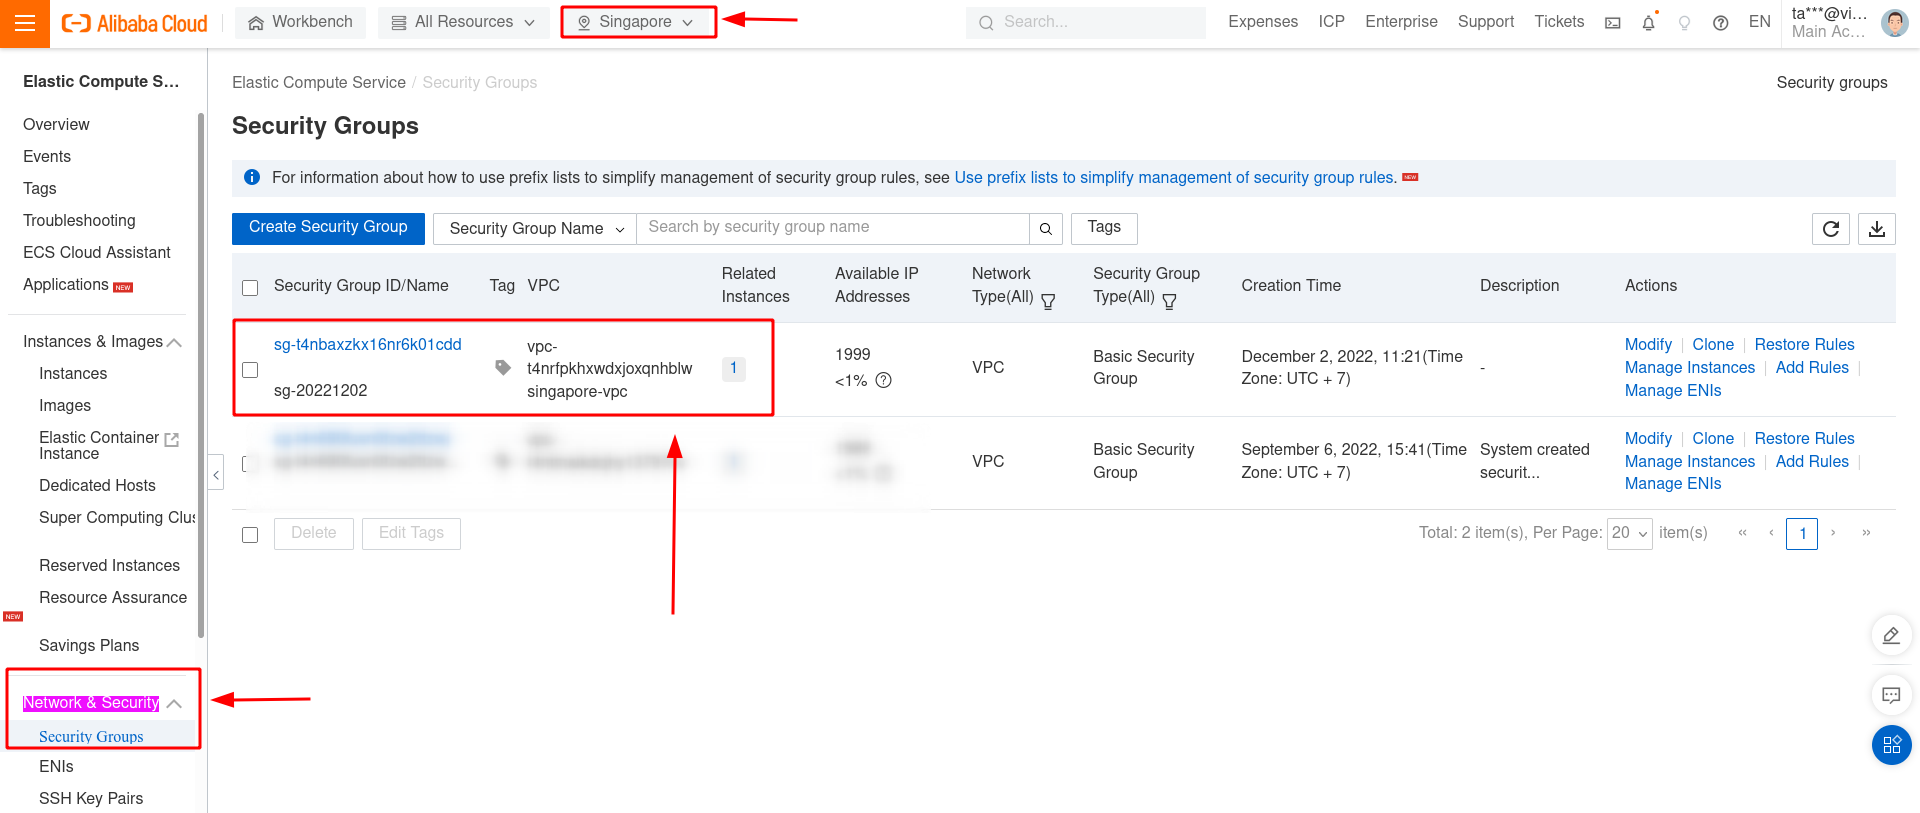 Alibaba Cloud
Workbench
All Resources
Singapore
Search...
Expenses
ICP
Enterprise
Support
Tickets
EN
ta***@vi...
Main Ac...
Elastic Compute S...
Overview
Events
Tags
Troubleshooting
ECS Cloud Assistant
Applications NEW
Instances & Images
Instances
Images
Elastic Container
Instance
Dedicated Hosts
Super Computing Clus
Reserved Instances
Resource Assurance
NEW
Savings Plans
Network & Security
Security Groups
ENIs
SSH Key Pairs
Elastic Compute Service / Security Groups
Security groups
Security Groups
For information about how to use prefix lists to simplify management of security group rules, see Use prefix lists to simplify management of security group rules. NEW
Create Security Group
Security Group Name
Search by security group name
Tags
Security Group ID/Name
Tag
VPC
Related
Instances
Available IP
Addresses
Network
Type(All)
Security Group
Type(All)
Creation Time
Description
Actions
sg-t4nbaxzkx16nr6k01cdd
sg-20221202
vpc-
t4nrfpkhxwdxjoxqnhblw
singapore-vpc
1
1999
<1%
VPC
Basic Security
Group
December 2, 2022, 11:21(Time
Zone: UTC + 7)
-
Modify | Clone | Restore Rules
Manage Instances | Add Rules |
Manage ENIs
VPC
Basic Security
Group
September 6, 2022, 15:41(Time
Zone: UTC + 7)
System created
securit...
Modify | Clone | Restore Rules
Manage Instances | Add Rules |
Manage ENIs
Delete
Edit Tags
Total: 2 item(s), Per Page: 20 item(s)
« ‹ 1 › »